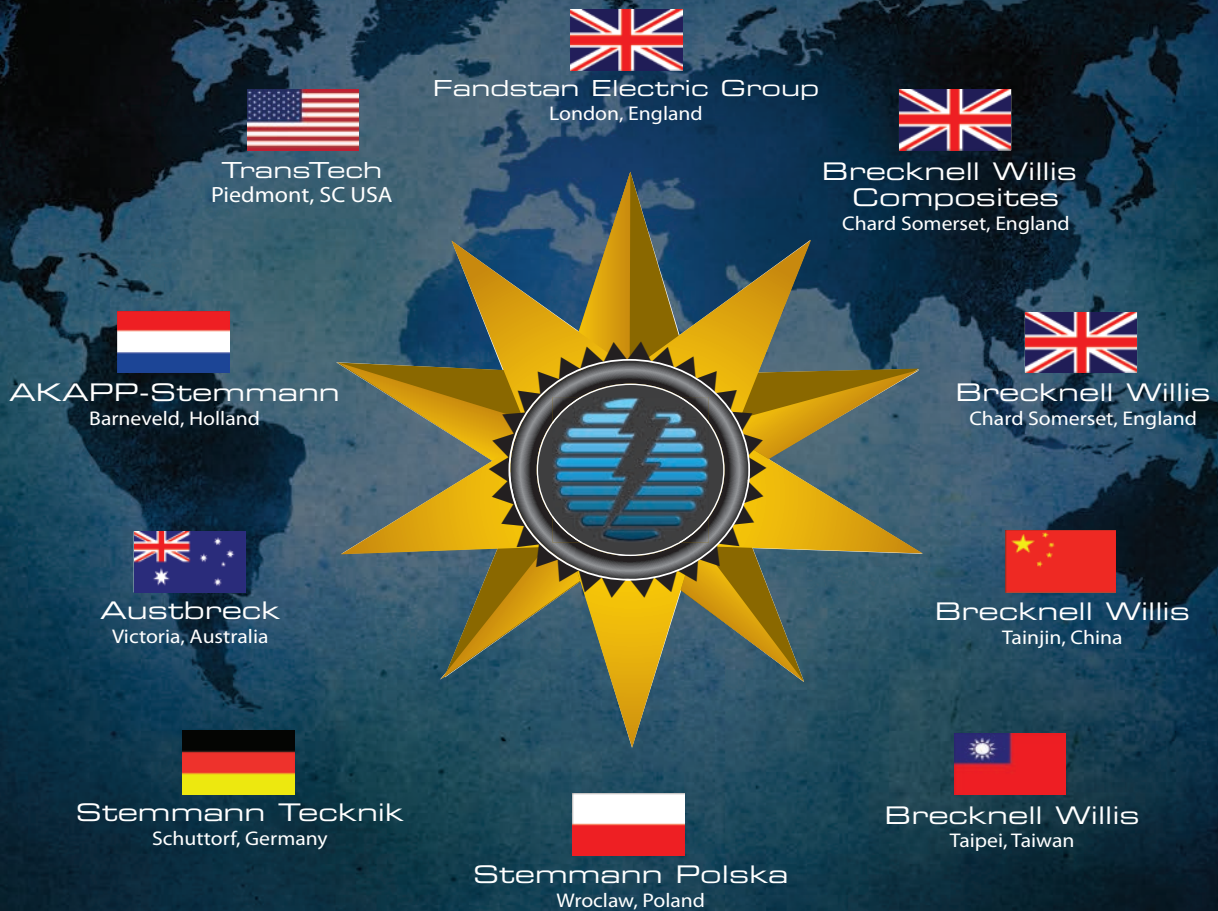 Fandstan Electric Group
London, England
TransTech
Piedmont, SC USA
Brecknell Willis
Composites
Chard Somerset, England
AKAPP-Stemmann
Barneveld, Holland
Brecknell Willis
Chard Somerset, England
Austbreck
Victoria, Australia
Brecknell Willis
Tainjin, China
Stemmann Tecknik
Schuttorf, Germany
Brecknell Willis
Taipei, Taiwan
Stemmann Polska
Wroclaw, Poland